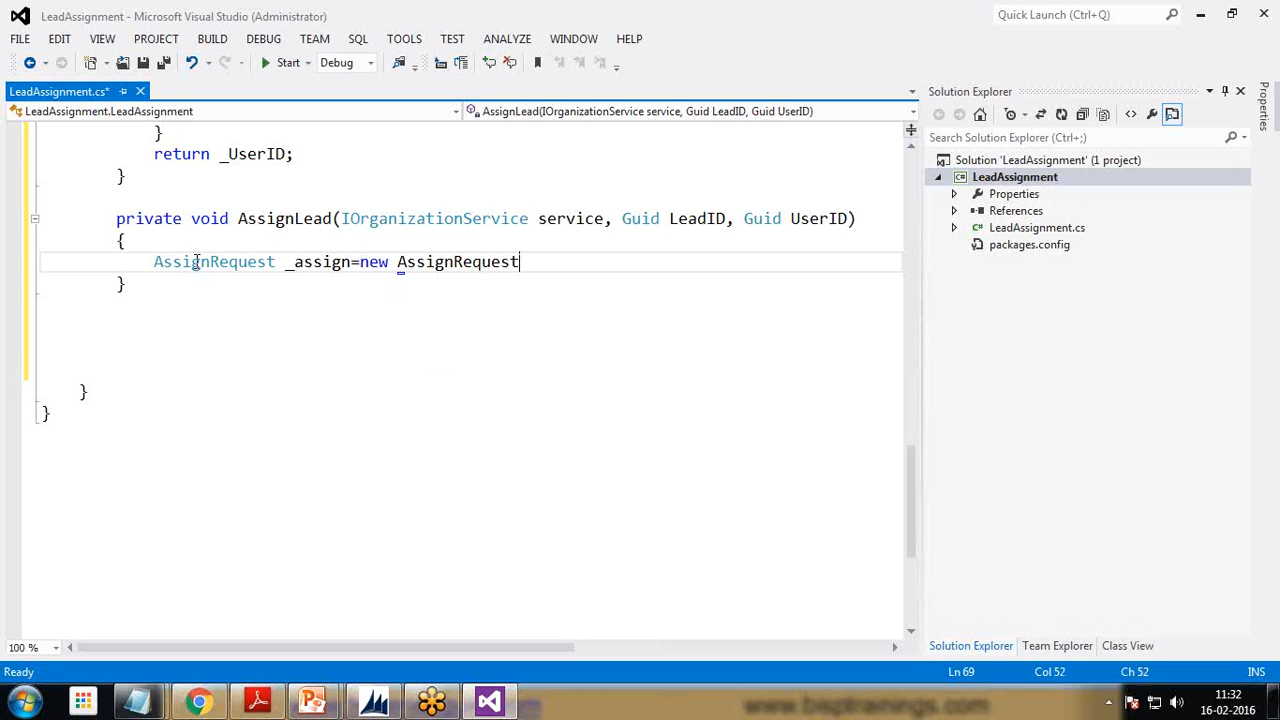 LeadAssignment - Microsoft Visual Studio (Administrator)
Quick Launch (Ctrl+Q)
FILE EDIT VIEW PROJECT BUILD DEBUG TEAM SQL TOOLS TEST ANALYZE WINDOW HELP
Start Debug
LeadAssignment.cs*
Solution Explorer
LeadAssignment.LeadAssignment
AssignLead(IOrganizationService service, Guid LeadID, Guid UserID)
Search Solution Explorer (Ctrl+;)
Solution 'LeadAssignment' (1 project)
LeadAssignment
Properties
References
LeadAssignment.cs
packages.config
Properties
}
return _UserID;
}
private void AssignLead(IOrganizationService service, Guid LeadID, Guid UserID)
{
AssignRequest _assign=new AssignRequest
}
}
}
100 %
Solution Explorer Team Explorer Class View
Ready
Ln 69 Col 52 Ch 52 INS
www.bsptrainings.com
11:32
16-02-2016